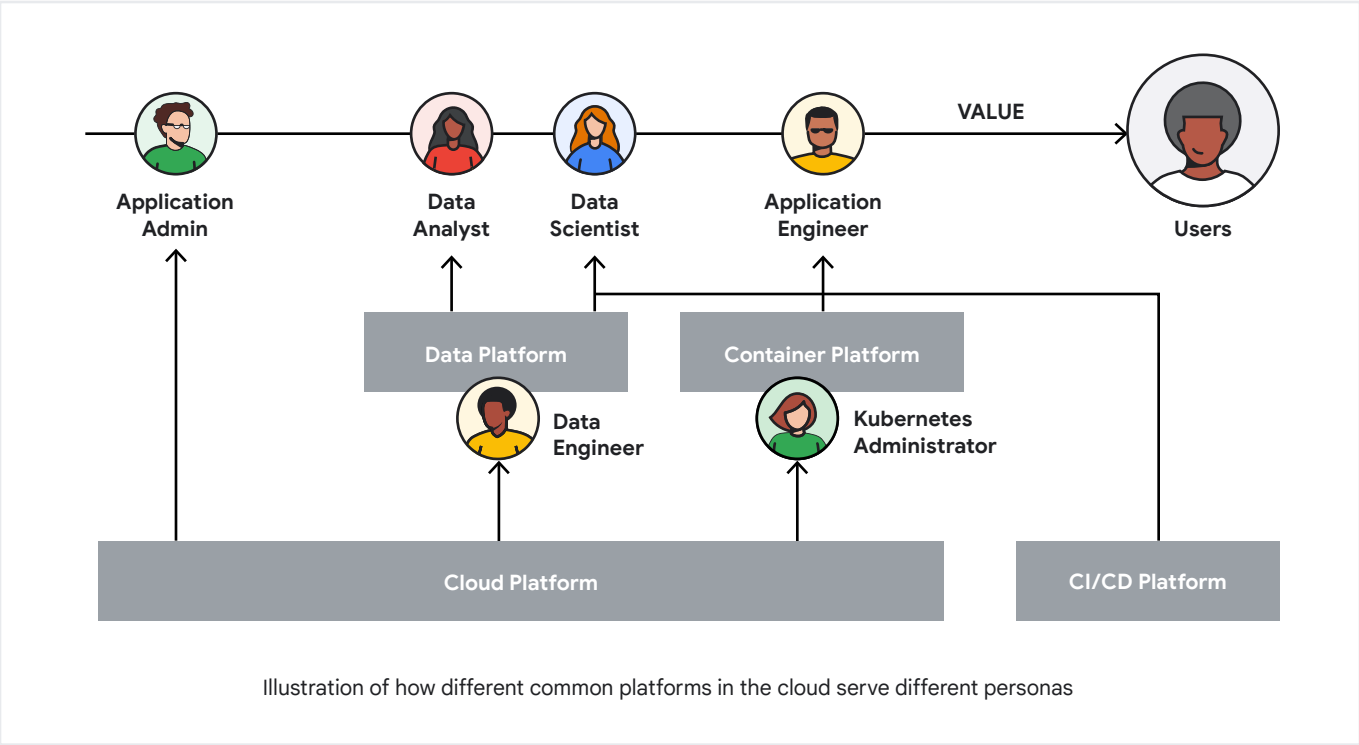 VALUE
Application
Admin
Data
Analyst
Data
Scientist
Application
Engineer
Users
Data Platform
Container Platform
Data
Engineer
Kubernetes
Administrator
Cloud Platform
CI/CD Platform
Illustration of how different common platforms in the cloud serve different personas